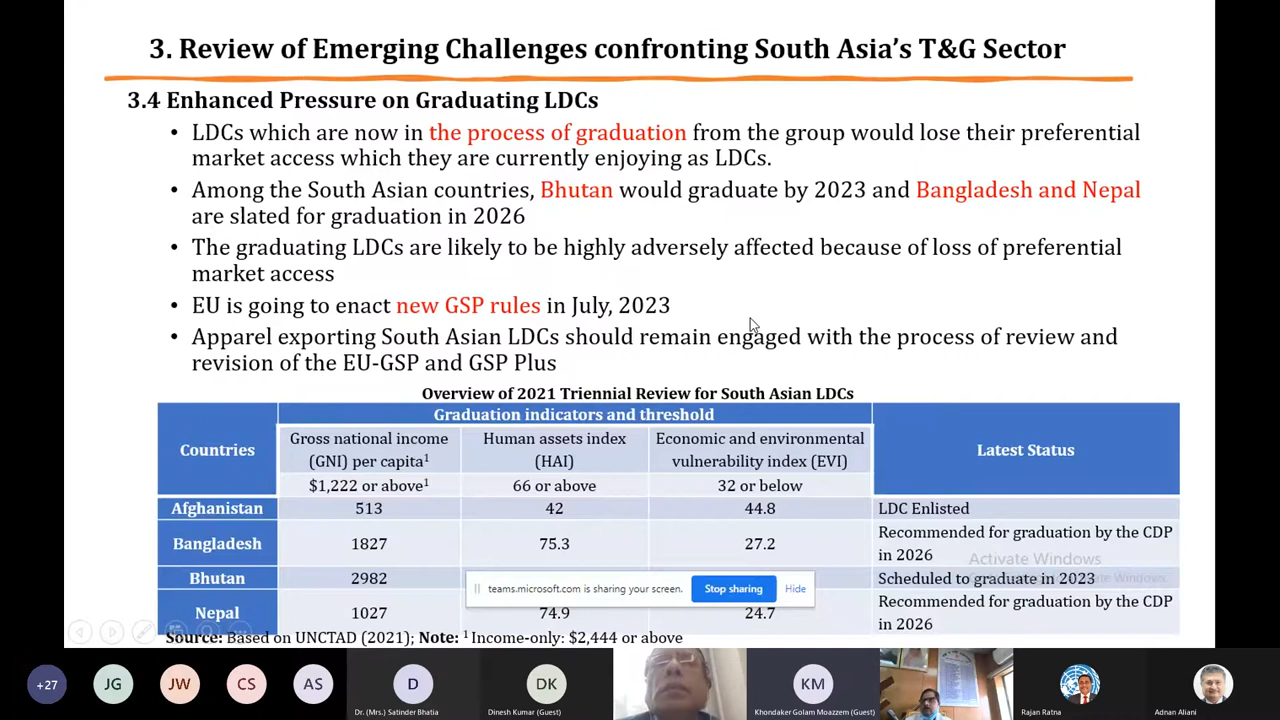 3. Review of Emerging Challenges confronting South Asia's T&G Sector
3.4 Enhanced Pressure on Graduating LDCs
• LDCs which are now in the process of graduation from the group would lose their preferential
market access which they are currently enjoying as LDCs.
• Among the South Asian countries, Bhutan would graduate by 2023 and Bangladesh and Nepal
are slated for graduation in 2026
• The graduating LDCs are likely to be highly adversely affected because of loss of preferential
market access
• EU is going to enact new GSP rules in July, 2023
• Apparel exporting South Asian LDCs should remain engaged with the process of review and
revision of the EU-GSP and GSP Plus
Overview of 2021 Triennial Review for South Asian LDCs
Countries
Graduation indicators and threshold
Latest Status
Gross national income
(GNI) per capita¹
Human assets index
(HAI)
Economic and environmental
vulnerability index (EVI)
$1,222 or above¹
66 or above
32 or below
Afghanistan 513 42 44.8 LDC Enlisted
Bangladesh 1827 75.3 27.2 Recommended for graduation by the CDP
in 2026
Activate Windows
Bhutan 2982 Scheduled to graduate in 2023
teams.microsoft.com is sharing your screen. Stop sharing Hide
Nepal 1027 74.9 24.7 Recommended for graduation by the CDP
in 2026
Source: Based on UNCTAD (2021); Note: ¹ Income-only: $2,444 or above
+27 JG JW CS AS D DK KM
Dr. (Mrs.) Satinder Bhatia
Dinesh Kumar (Guest)
Khondaker Golam Moazzem (Guest)
Rajan Ratna
Adnan Aliani